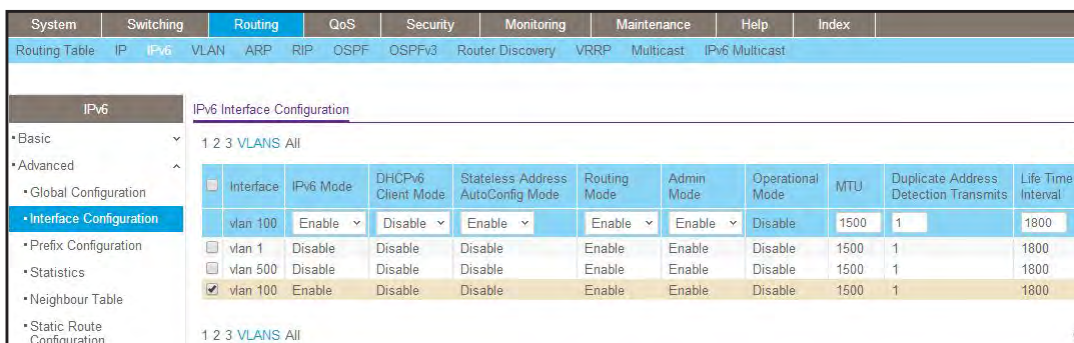 System Switching Routing QoS Security Monitoring Maintenance Help Index
Routing Table IP IPv6 VLAN ARP RIP OSPF OSPFv3 Router Discovery VRRP Multicast IPv6 Multicast
IPv6
Basic
Advanced
Global Configuration
Interface Configuration
Prefix Configuration
Statistics
Neighbour Table
Static Route
Configuration
IPv6 Interface Configuration
1 2 3 VLANS All
Interface IPv6 Mode DHCPv6 Client Mode Stateless Address AutoConfig Mode Routing Mode Admin Mode Operational Mode MTU Duplicate Address Detection Transmits Life Time Interval
vlan 100 Enable Disable Enable Enable Enable Disable 1500 1 1800
vlan 1 Disable Disable Disable Enable Enable Disable 1500 1 1800
vlan 500 Disable Disable Disable Enable Enable Disable 1500 1 1800
vlan 100 Enable Disable Disable Enable Enable Disable 1500 1 1800
1 2 3 VLANS All